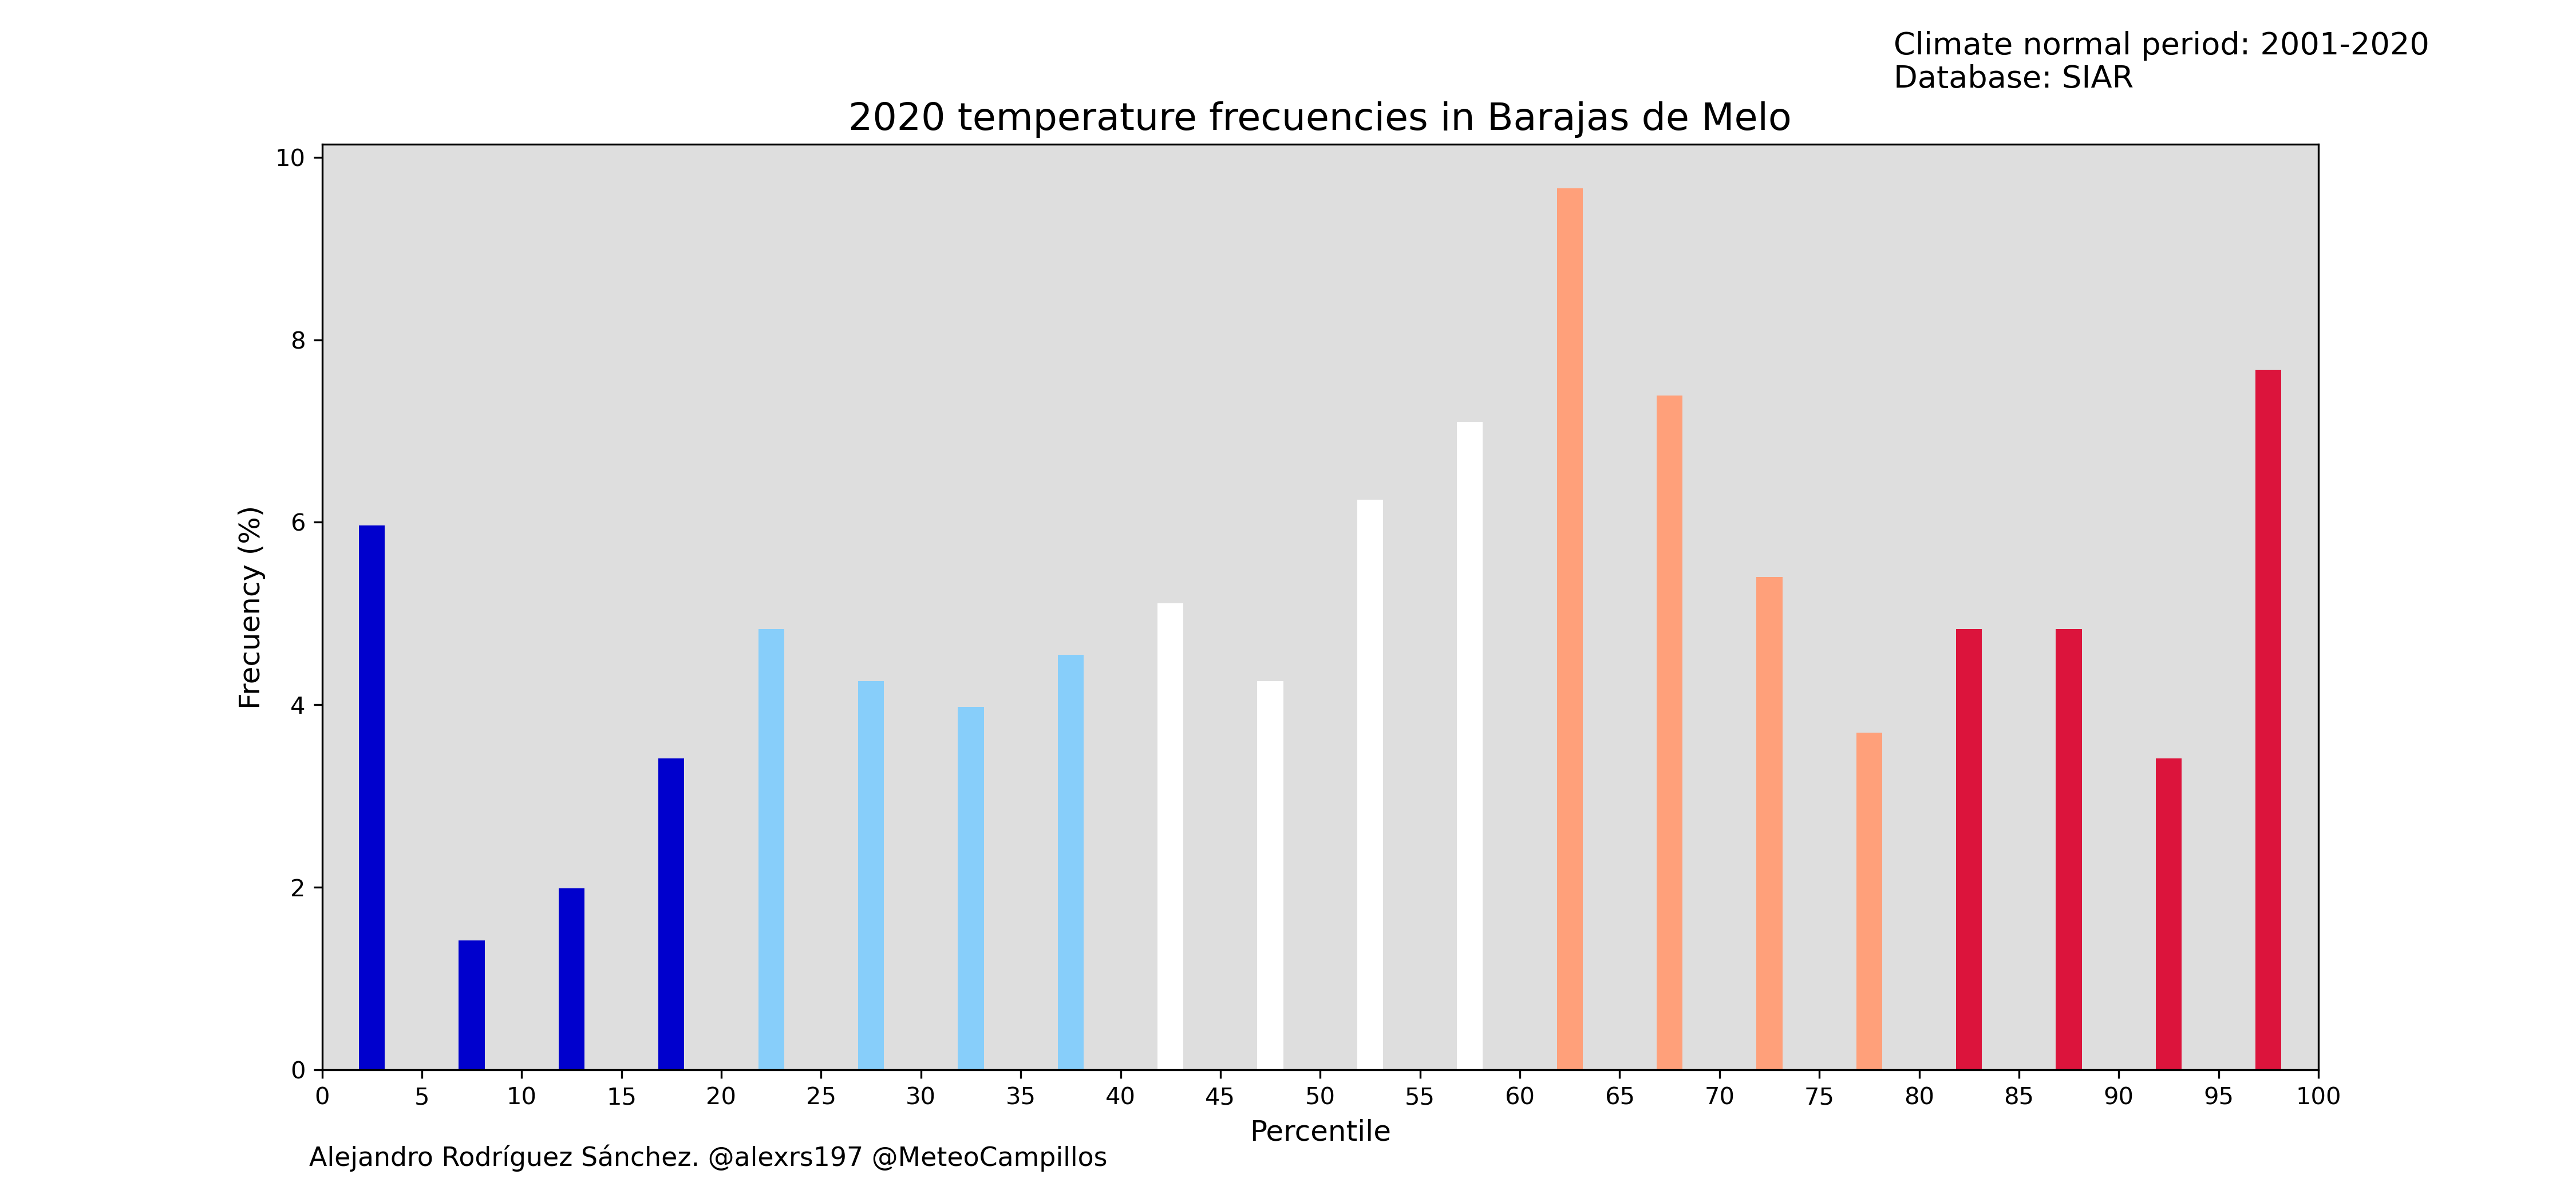 Climate normal period: 2001-2020
Database: SIAR
2020 temperature frecuencies in Barajas de Melo
10
8
6
4
2
0
Frecuency (%)
0 5 10 15 20 25 30 35 40 45 50 55 60 65 70 75 80 85 90 95 100
Percentile
Alejandro Rodríguez Sánchez. @alexrs197 @MeteoCampillos